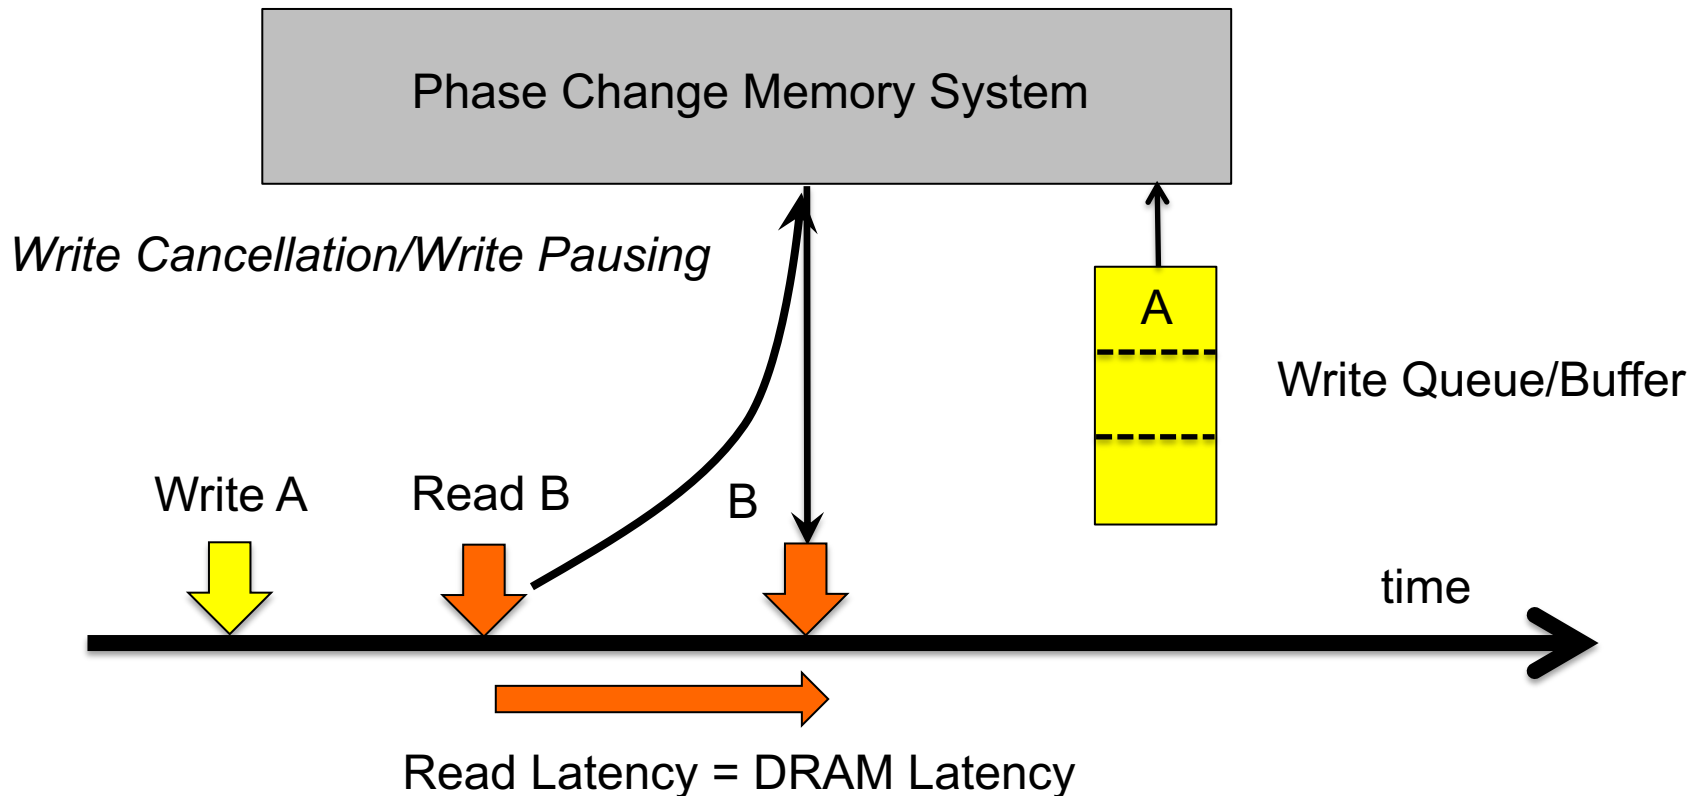 Phase Change Memory System
Write Cancellation/Write Pausing
A
Write Queue/Buffer
Write A
Read B
B
time
Read Latency = DRAM Latency